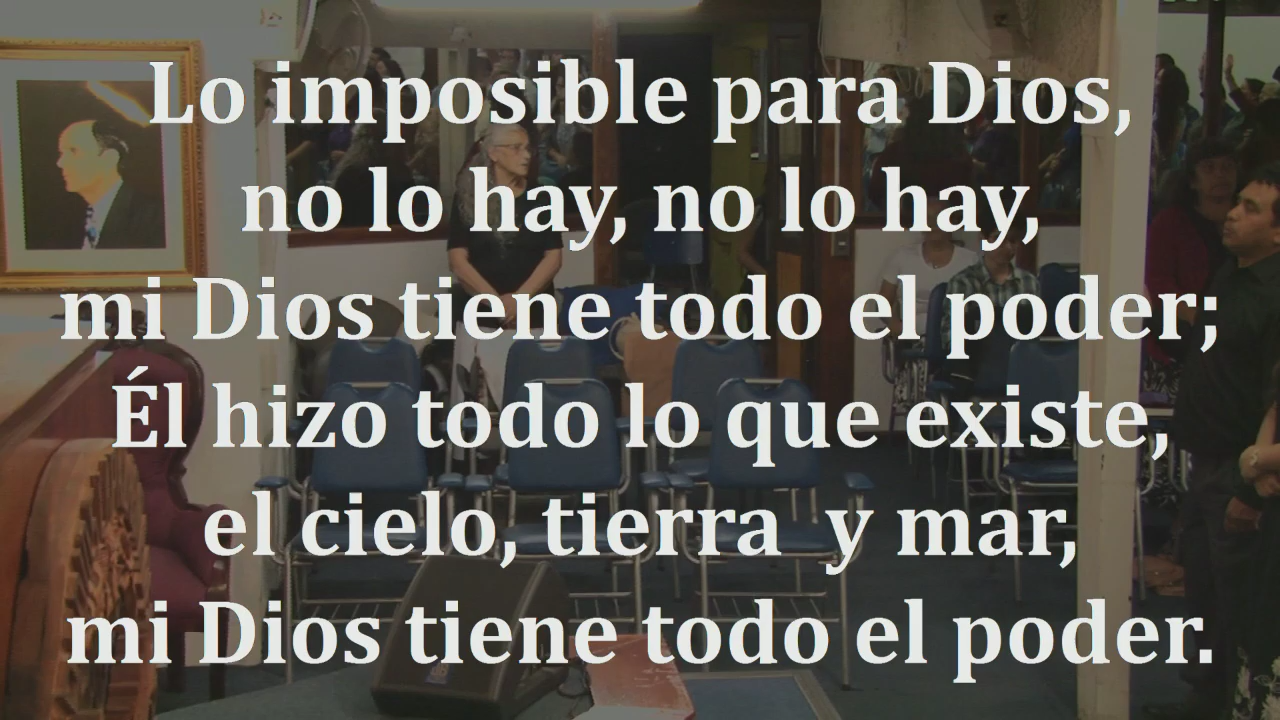 Lo imposible para Dios,
no lo hay, no lo hay,
mi Dios tiene todo el poder;
Él hizo todo lo que existe,
el cielo, tierra  y mar,
mi Dios tiene todo el poder.